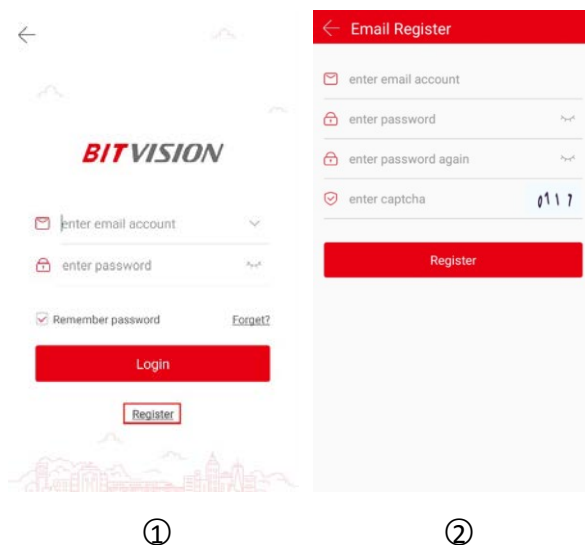 Email Register
enter email account
enter password
enter password again
enter captcha
0917
Register
BITVISION
enter email account
enter password
Remember password
Forget?
Login
Register
①
②